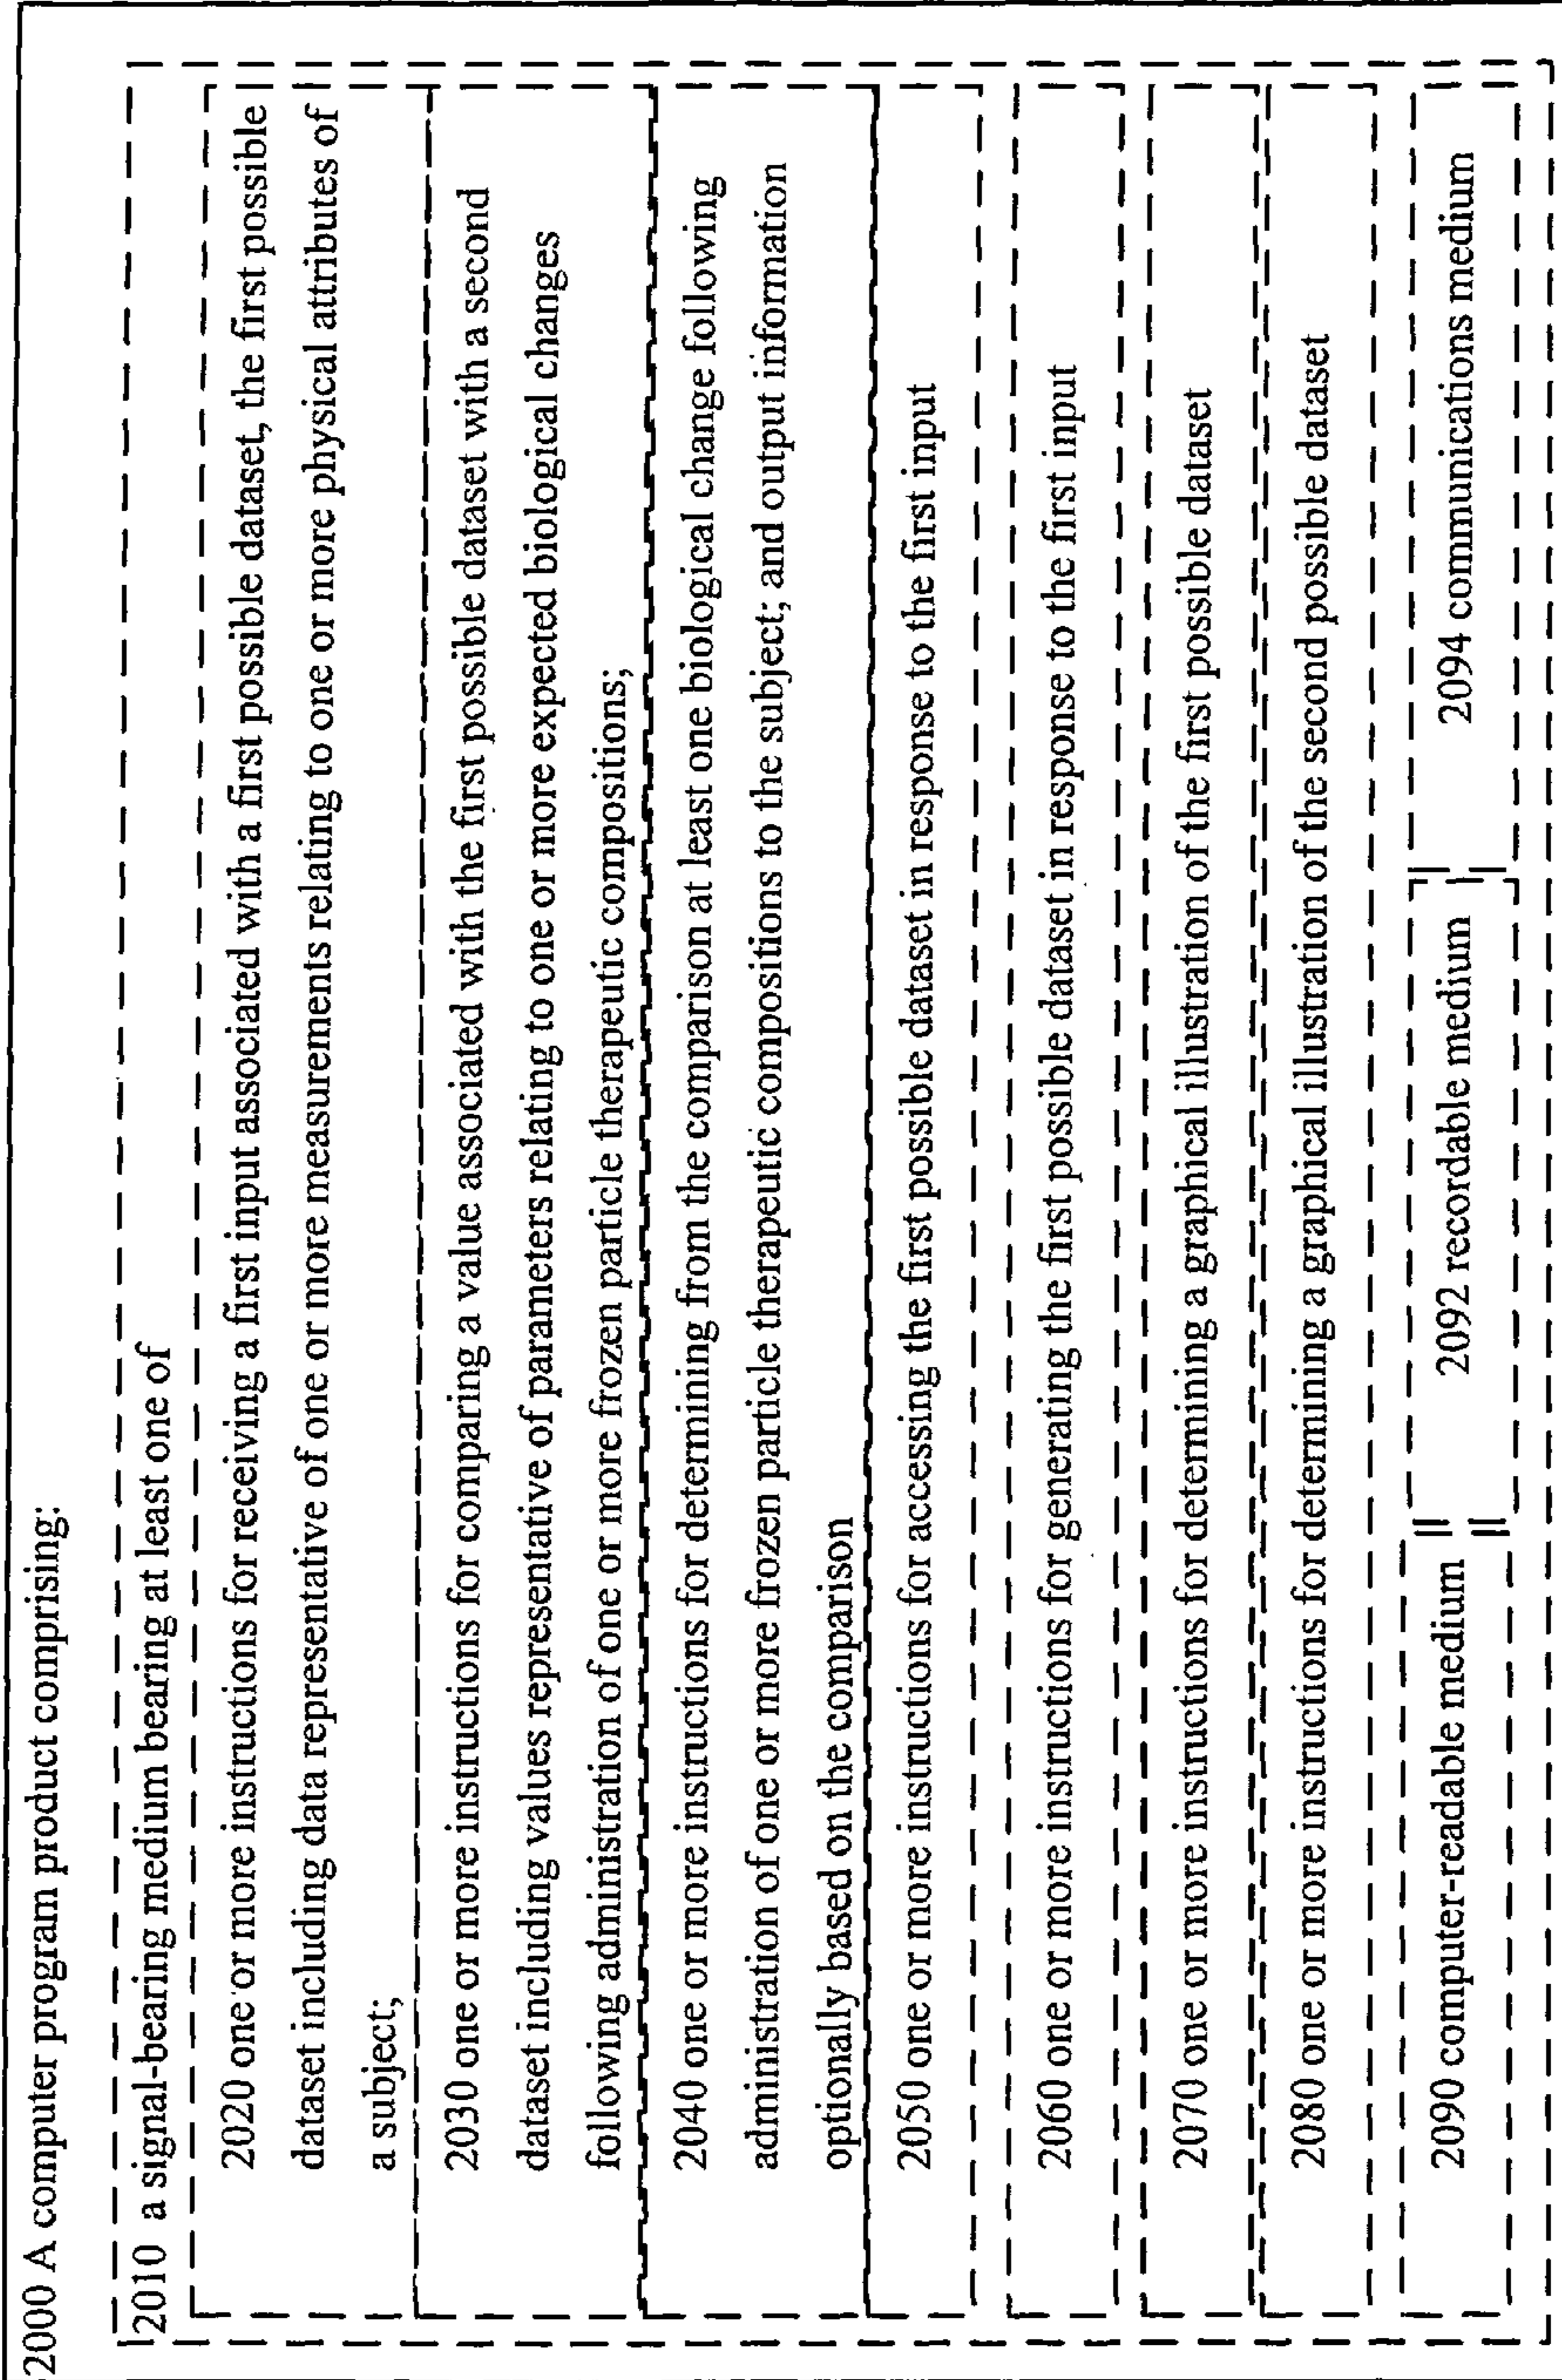 2000 A computer program product comprising:
2010 a signal-bearing medium bearing at least one of
2020 one or more instructions for receiving a first input associated with a first possible dataset, the first possible
dataset including data representative of one or more measurements relating to one or more physical attributes of
a subject;
2030 one or more instructions for comparing a value associated with the first possible dataset with a second
dataset including values representative of parameters relating to one or more expected biological changes
following administration of one or more frozen particle therapeutic compositions;
2040 one or more instructions for determining from the comparison at least one biological change following
administration of one or more frozen particle therapeutic compositions to the subject; and output information
optionally based on the comparison
2050 one or more instructions for accessing the first possible dataset in response to the first input
2060 one or more instructions for generating the first possible dataset in response to the first input
2070 one or more instructions for determining a graphical illustration of the first possible dataset
2080 one or more instructions for determining a graphical illustration of the second possible dataset
2090 computer-readable medium
2092 recordable medium
2094 communications medium